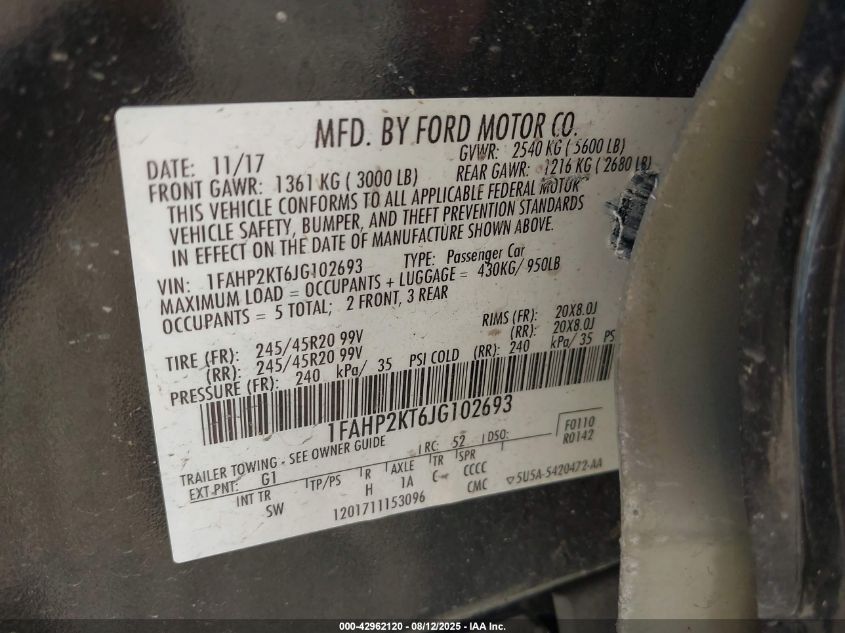 MFD. BY FORD MOTOR CO.
DATE: 11/17 GVWR: 2540 KG ( 5600 LB)
FRONT GAWR: 1361 KG ( 3000 LB) REAR GAWR: 1216 KG ( 2680 LB)
THIS VEHICLE CONFORMS TO ALL APPLICABLE FEDERAL MOTOR
VEHICLE SAFETY, BUMPER, AND THEFT PREVENTION STANDARDS
IN EFFECT ON THE DATE OF MANUFACTURE SHOWN ABOVE.
VIN: 1FAHP2KT6JG102693 TYPE: Passenger Car
MAXIMUM LOAD = OCCUPANTS + LUGGAGE = 430KG/ 950LB
OCCUPANTS = 5 TOTAL; 2 FRONT, 3 REAR
TIRE (FR): 245/45R20 99V RIMS (FR): 20X8.0J
(RR): 245/45R20 99V (RR): 20X8.0J
PRESSURE (FR): 240 kPa/ 35 PSI COLD (RR): 240 kPa/ 35 PS
1FAHP2KT6JG102693
TRAILER TOWING - SEE OWNER GUIDE F0110
EXT PNT: G1 RC: 52 DSO: R0142
INT TR TP/PS R AXLE TR SPR
SW H 1A C CCCC
CMC 5U5A-5420472-AA
1201711153096
000-42962120 - 08/12/2025 - IAA Inc.